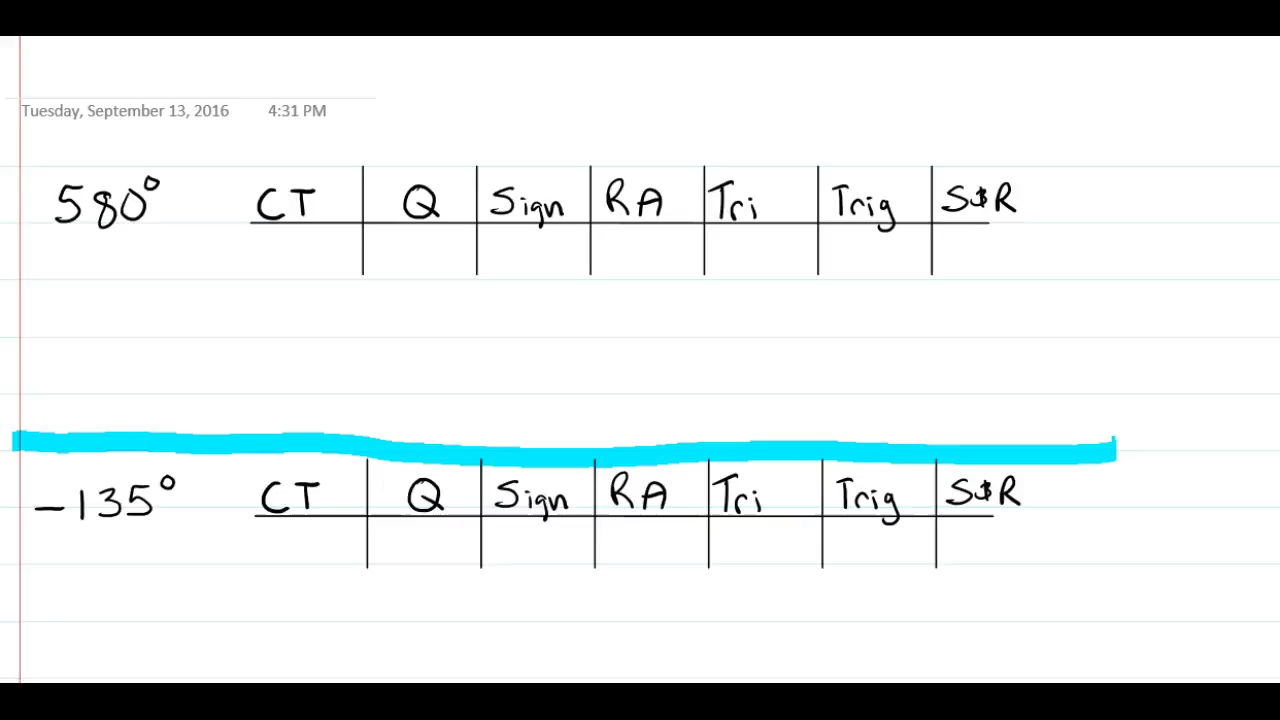 Tuesday, September 13, 2016 4:31 PM
580° CT Q Sign RA Tri Trig S&R
-135° CT Q Sign RA Tri Trig S&R